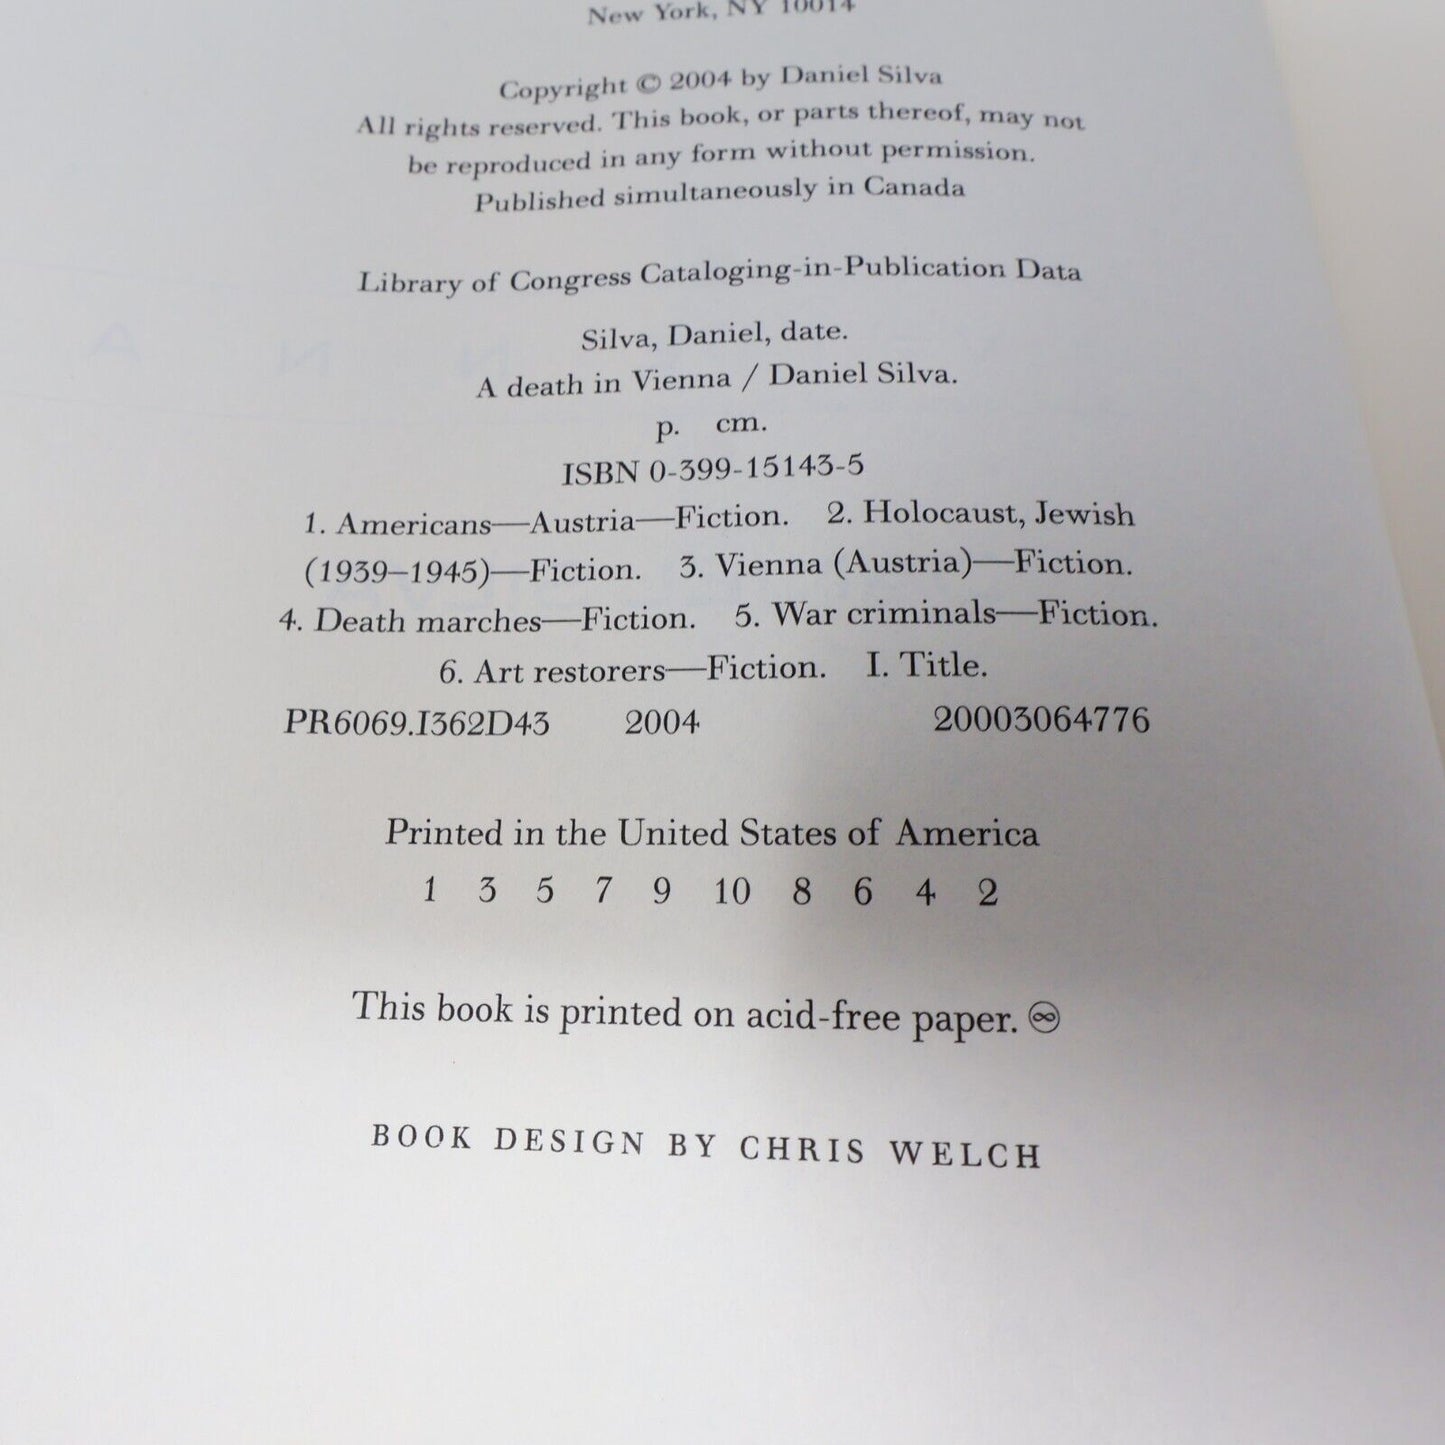 New York, NY 10014
Copyright © 2004 by Daniel Silva
All rights reserved. This book, or parts thereof, may not
be reproduced in any form without permission.
Published simultaneously in Canada
Library of Congress Cataloging-in-Publication Data
Silva, Daniel, date.
A death in Vienna / Daniel Silva.
p. cm.
ISBN 0-399-15143-5
1. Americans—Austria—Fiction. 2. Holocaust, Jewish
(1939–1945)—Fiction. 3. Vienna (Austria)—Fiction.
4. Death marches—Fiction. 5. War criminals—Fiction.
6. Art restorers—Fiction. I. Title.
PR6069.I362D43 2004 20003064776
Printed in the United States of America
1 3 5 7 9 10 8 6 4 2
This book is printed on acid-free paper. ♾
BOOK DESIGN BY CHRIS WELCH